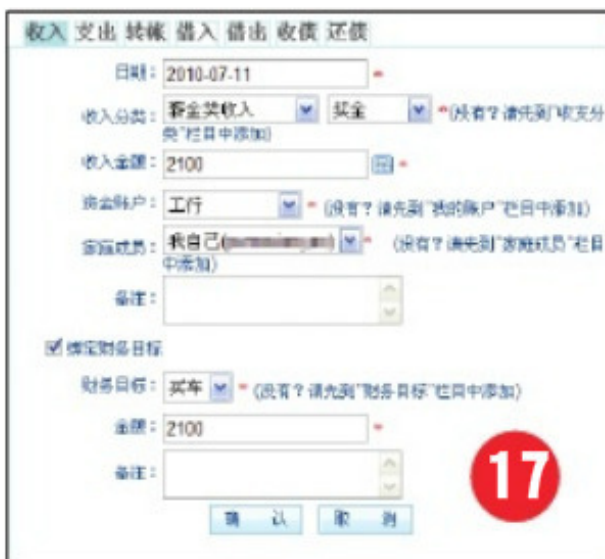 收入 支出 转帐 借入 借出 收债 还债
日期： 2010-07-11 *
收入分类： 薪金类收入 奖金 *(没有？请先到"收支分
类"栏目中添加)
收入金额： 2100 *
资金账户： 工行 * (没有？请先到"我的账户"栏目中添加)
家庭成员： 我自己( ) * (没有？请先到"家庭成员"栏目
中添加)
备注：
绑定财务目标
财务目标： 买车 * (没有？请先到"财务目标"栏目中添加)
金额： 2100 *
备注：
确 认 取 消
17